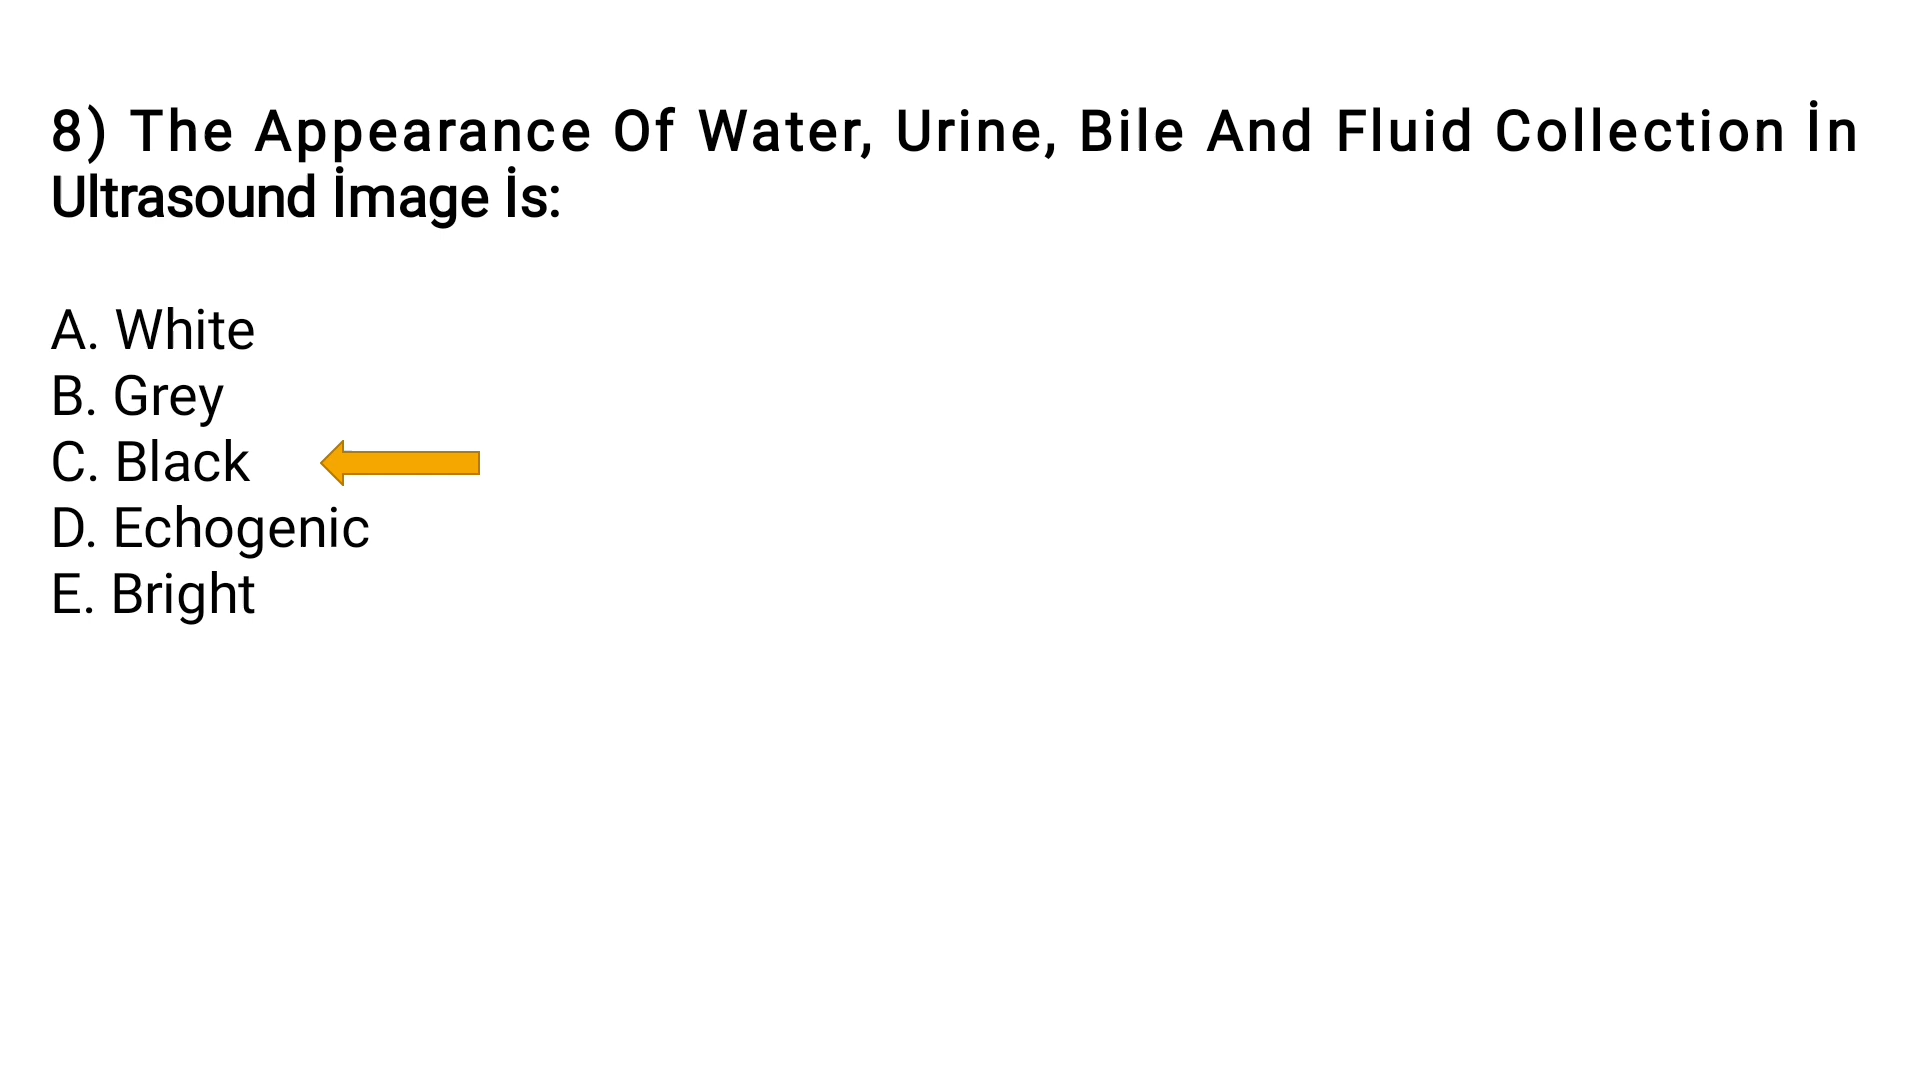 8) The Appearance Of Water, Urine, Bile And Fluid Collection İn
Ultrasound İmage İs:
A. White
B. Grey
C. Black
D. Echogenic
E. Bright